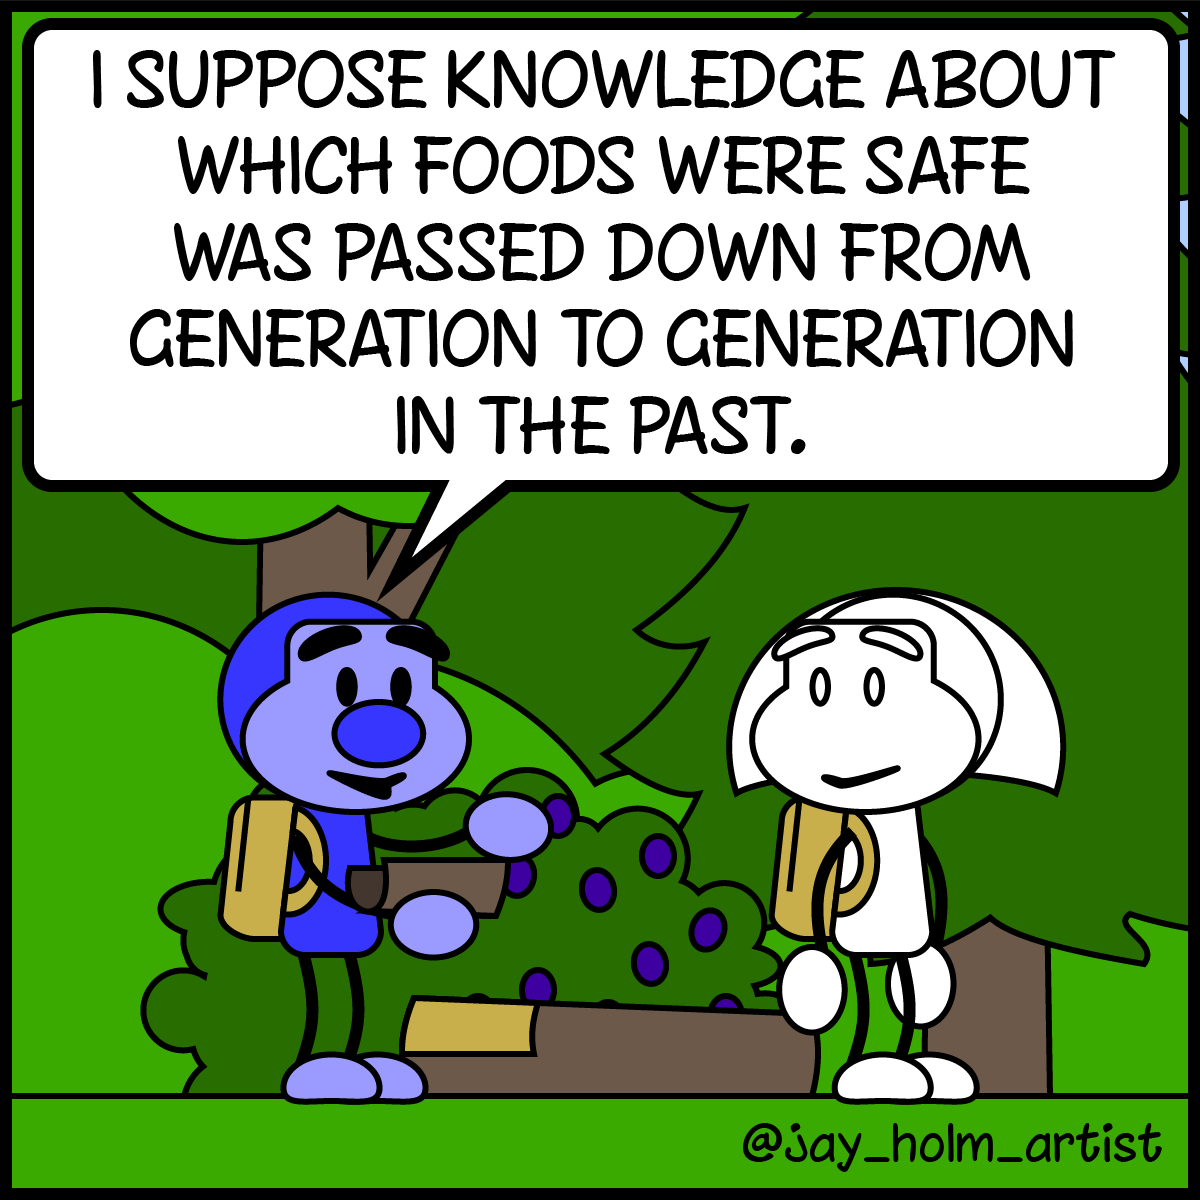 I SUPPOSE KNOWLEDGE ABOUT
WHICH FOODS WERE SAFE
WAS PASSED DOWN FROM
GENERATION TO GENERATION
IN THE PAST.
@jay_holm_artist